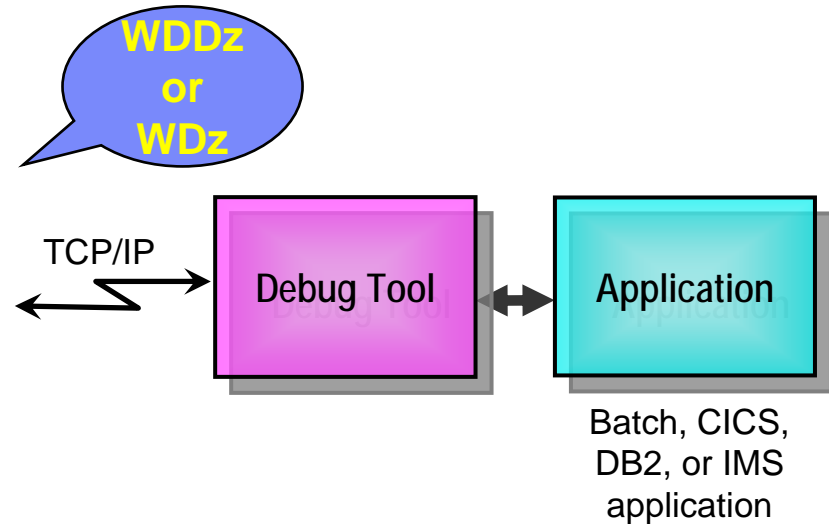 WDDz
or
WDz
TCP/IP
Debug Tool
Application
Batch, CICS,
DB2, or IMS
application